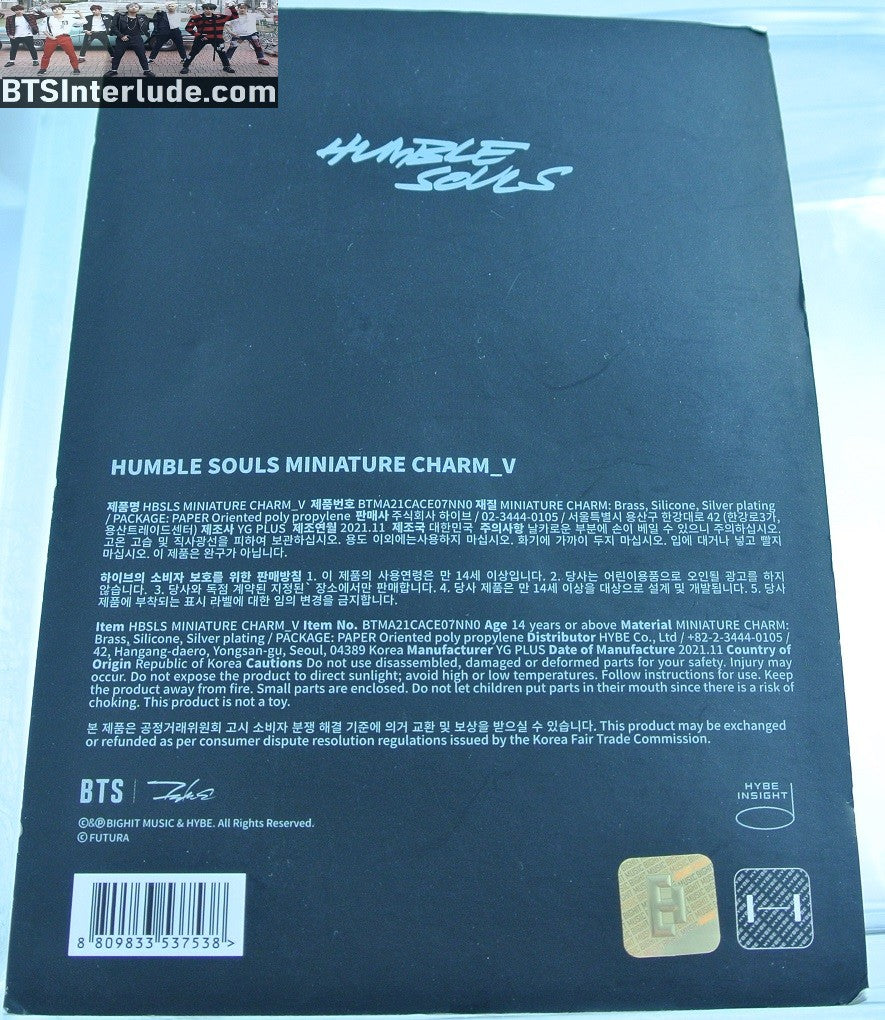 BTSInterlude.com
HUMBLE
SOULS
HUMBLE SOULS MINIATURE CHARM_V
제품명 HBSLS MINIATURE CHARM_V 제품번호 BTMA21CACE07NN0 재질 MINIATURE CHARM: Brass, Silicone, Silver plating
/ PACKAGE: PAPER Oriented poly propylene 판매사 주식회사 하이브 / 02-3444-0105 / 서울특별시 용산구 한강대로 42 (한강로3가,
용산트레이드센터) 제조사 YG PLUS 제조연월 2021.11 제조국 대한민국 주의사항 날카로운 부분에 손이 베일 수 있으니 주의하십시오.
고온 고습 및 직사광선을 피하여 보관하십시오. 용도 이외에는사용하지 마십시오. 화기에 가까이 두지 마십시오. 입에 대거나 넣고 빨지
마십시오. 이 제품은 완구가 아닙니다.
하이브의 소비자 보호를 위한 판매방침 1. 이 제품의 사용연령은 만 14세 이상입니다. 2. 당사는 어린이용품으로 오인될 광고를 하지
않습니다. 3. 당사와 독점 계약된 지정된` 장소에서만 판매합니다. 4. 당사 제품은 만 14세 이상을 대상으로 설계 및 개발됩니다. 5. 당사
제품에 부착되는 표시 라벨에 대한 임의 변경을 금지합니다.
Item HBSLS MINIATURE CHARM_V Item No. BTMA21CACE07NN0 Age 14 years or above Material MINIATURE CHARM:
Brass, Silicone, Silver plating / PACKAGE: PAPER Oriented poly propylene Distributor HYBE Co., Ltd / +82-2-3444-0105 /
42, Hangang-daero, Yongsan-gu, Seoul, 04389 Korea Manufacturer YG PLUS Date of Manufacture 2021.11 Country of
Origin Republic of Korea Cautions Do not use disassembled, damaged or deformed parts for your safety. Injury may
occur. Do not expose the product to direct sunlight; avoid high or low temperatures. Follow instructions for use. Keep
the product away from fire. Small parts are enclosed. Do not let children put parts in their mouth since there is a risk of
choking. This product is not a toy.
본 제품은 공정거래위원회 고시 소비자 분쟁 해결 기준에 의거 교환 및 보상을 받으실 수 있습니다. This product may be exchanged
or refunded as per consumer dispute resolution regulations issued by the Korea Fair Trade Commission.
BTS
HYBE
INSIGHT
©&℗ BIGHIT MUSIC & HYBE. All Rights Reserved.
© FUTURA
8 809833 537538 >